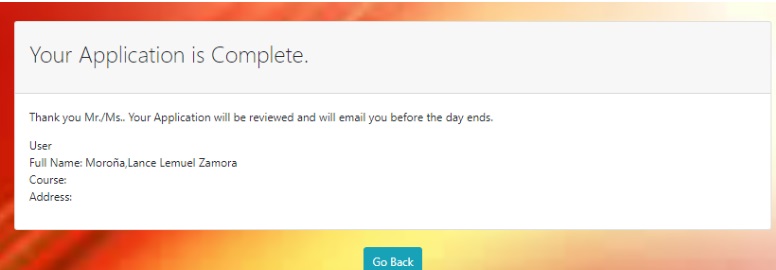 Your Application is Complete.
Thank you Mr./Ms.. Your Application will be reviewed and will email you before the day ends.
User
Full Name: Moroña,Lance Lemuel Zamora
Course:
Address:
Go Back